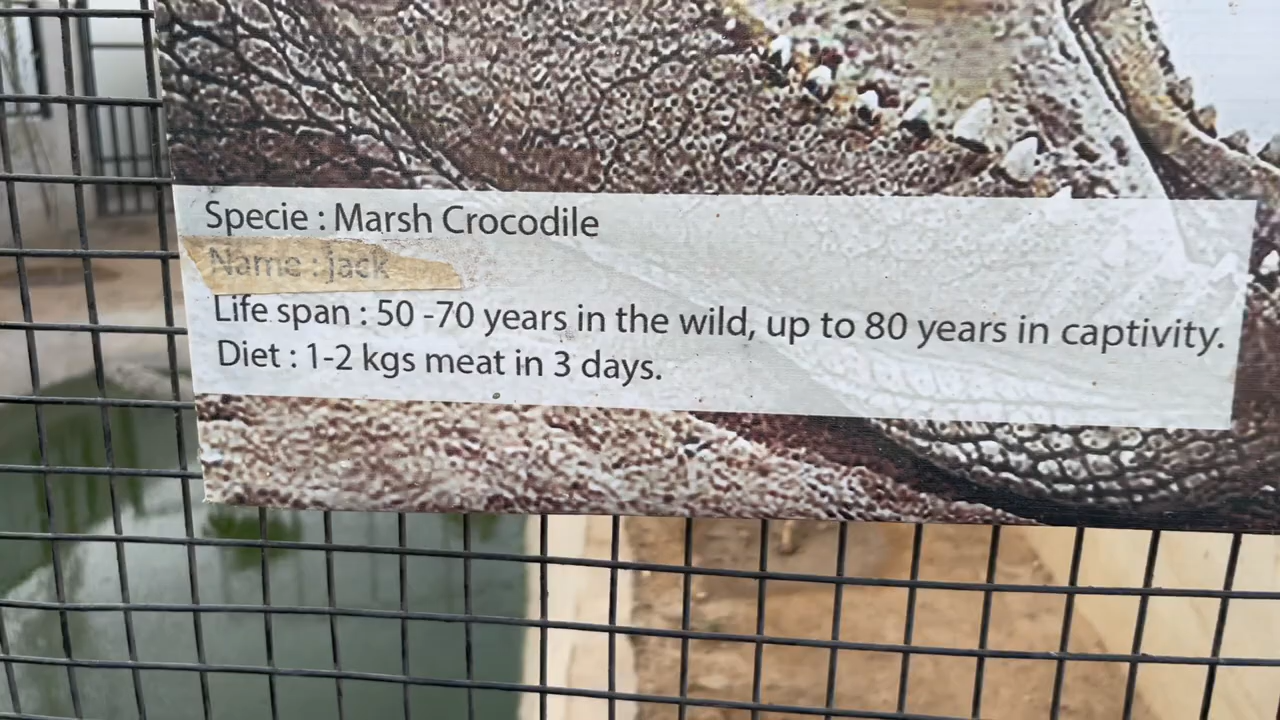 Specie : Marsh Crocodile
Name : jack
Life span : 50 -70 years in the wild, up to 80 years in captivity.
Diet : 1-2 kgs meat in 3 days.